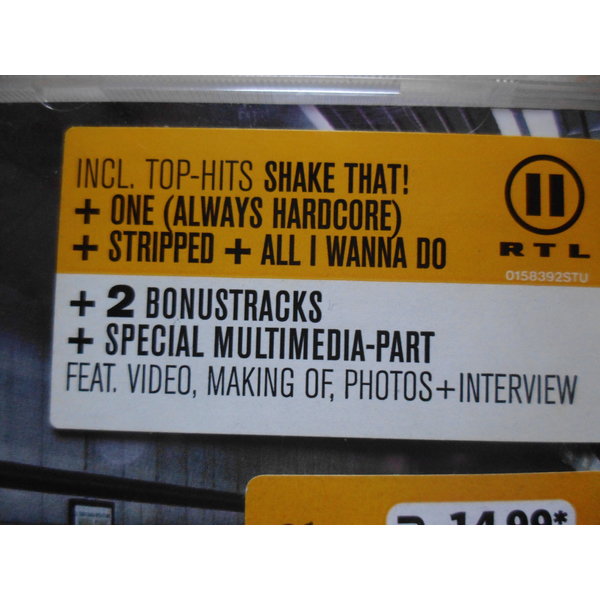 INCL. TOP-HITS SHAKE THAT!
+ ONE (ALWAYS HARDCORE)
+ STRIPPED + ALL I WANNA DO
II
RTL
0158392STU
+ 2 BONUSTRACKS
+ SPECIAL MULTIMEDIA-PART
FEAT. VIDEO, MAKING OF, PHOTOS+INTERVIEW
14.99*